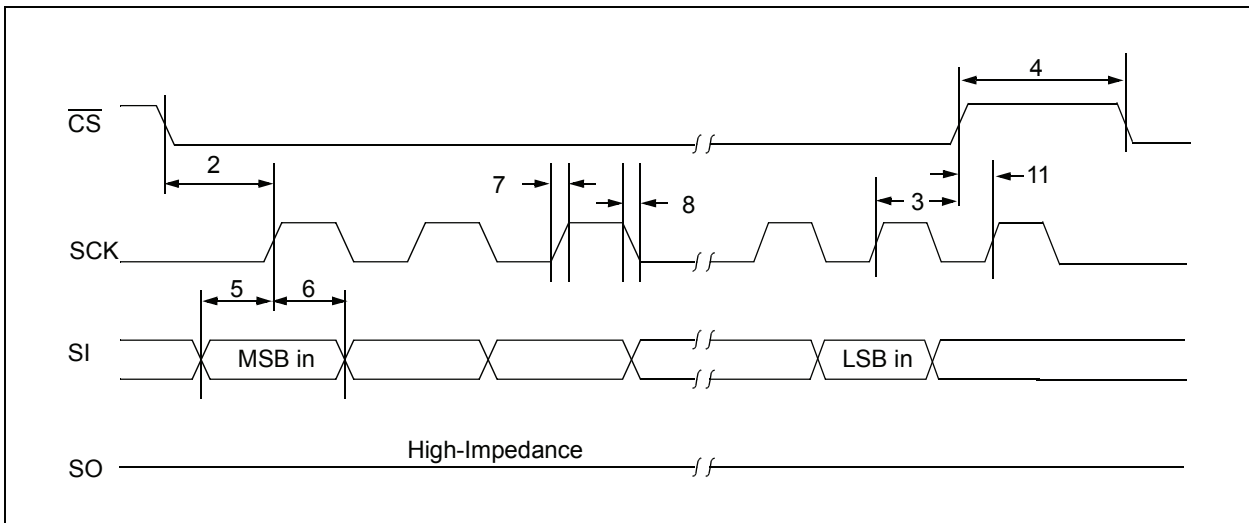 4
CS
2
7
8
3
11
SCK
5
6
SI
MSB in
LSB in
High-Impedance
SO